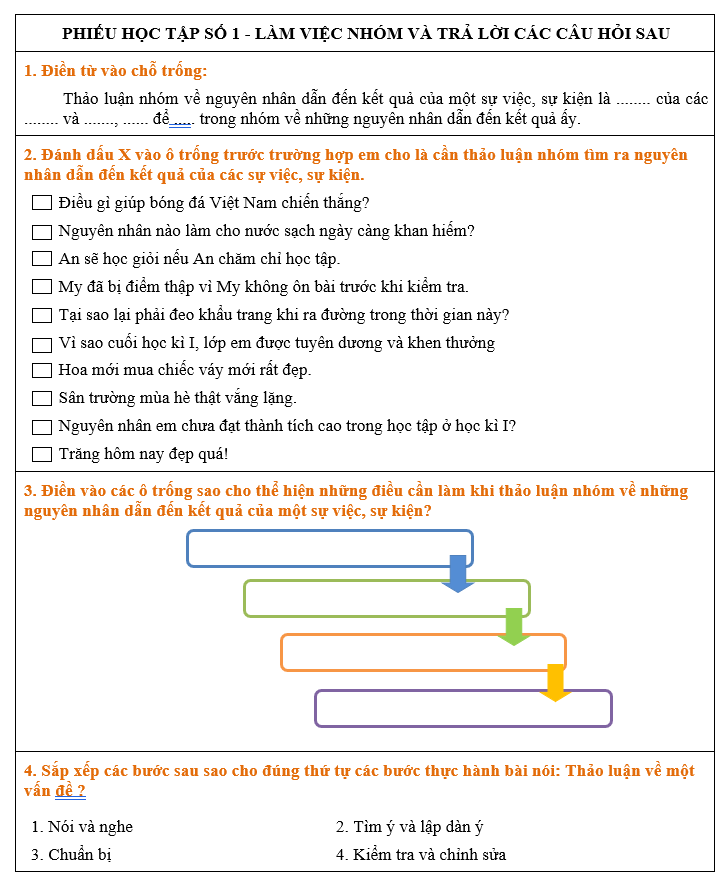 PHIẾU HỌC TẬP SỐ 1 - LÀM VIỆC NHÓM VÀ TRẢ LỜI CÁC CÂU HỎI SAU
1. Điền từ vào chỗ trống:
Thảo luận nhóm về nguyên nhân dẫn đến kết quả của một sự việc, sự kiện là ........ của các
........ và ......., ...... để ..... trong nhóm về những nguyên nhân dẫn đến kết quả ấy.
2. Đánh dấu X vào ô trống trước trường hợp em cho là cần thảo luận nhóm tìm ra nguyên
nhân dẫn đến kết quả của các sự việc, sự kiện.
Điều gì giúp bóng đá Việt Nam chiến thắng?
Nguyên nhân nào làm cho nước sạch ngày càng khan hiếm?
An sẽ học giỏi nếu An chăm chỉ học tập.
My đã bị điểm thập vì My không ôn bài trước khi kiểm tra.
Tại sao lại phải đeo khẩu trang khi ra đường trong thời gian này?
Vì sao cuối học kì I, lớp em được tuyên dương và khen thưởng
Hoa mới mua chiếc váy mới rất đẹp.
Sân trường mùa hè thật vắng lặng.
Nguyên nhân em chưa đạt thành tích cao trong học tập ở học kì I?
Trăng hôm nay đẹp quá!
3. Điền vào các ô trống sao cho thể hiện những điều cần làm khi thảo luận nhóm về những
nguyên nhân dẫn đến kết quả của một sự việc, sự kiện?
4. Sắp xếp các bước sau sao cho đúng thứ tự các bước thực hành bài nói: Thảo luận về một
vấn đề ?
1. Nói và nghe
2. Tìm ý và lập dàn ý
3. Chuẩn bị
4. Kiểm tra và chỉnh sửa